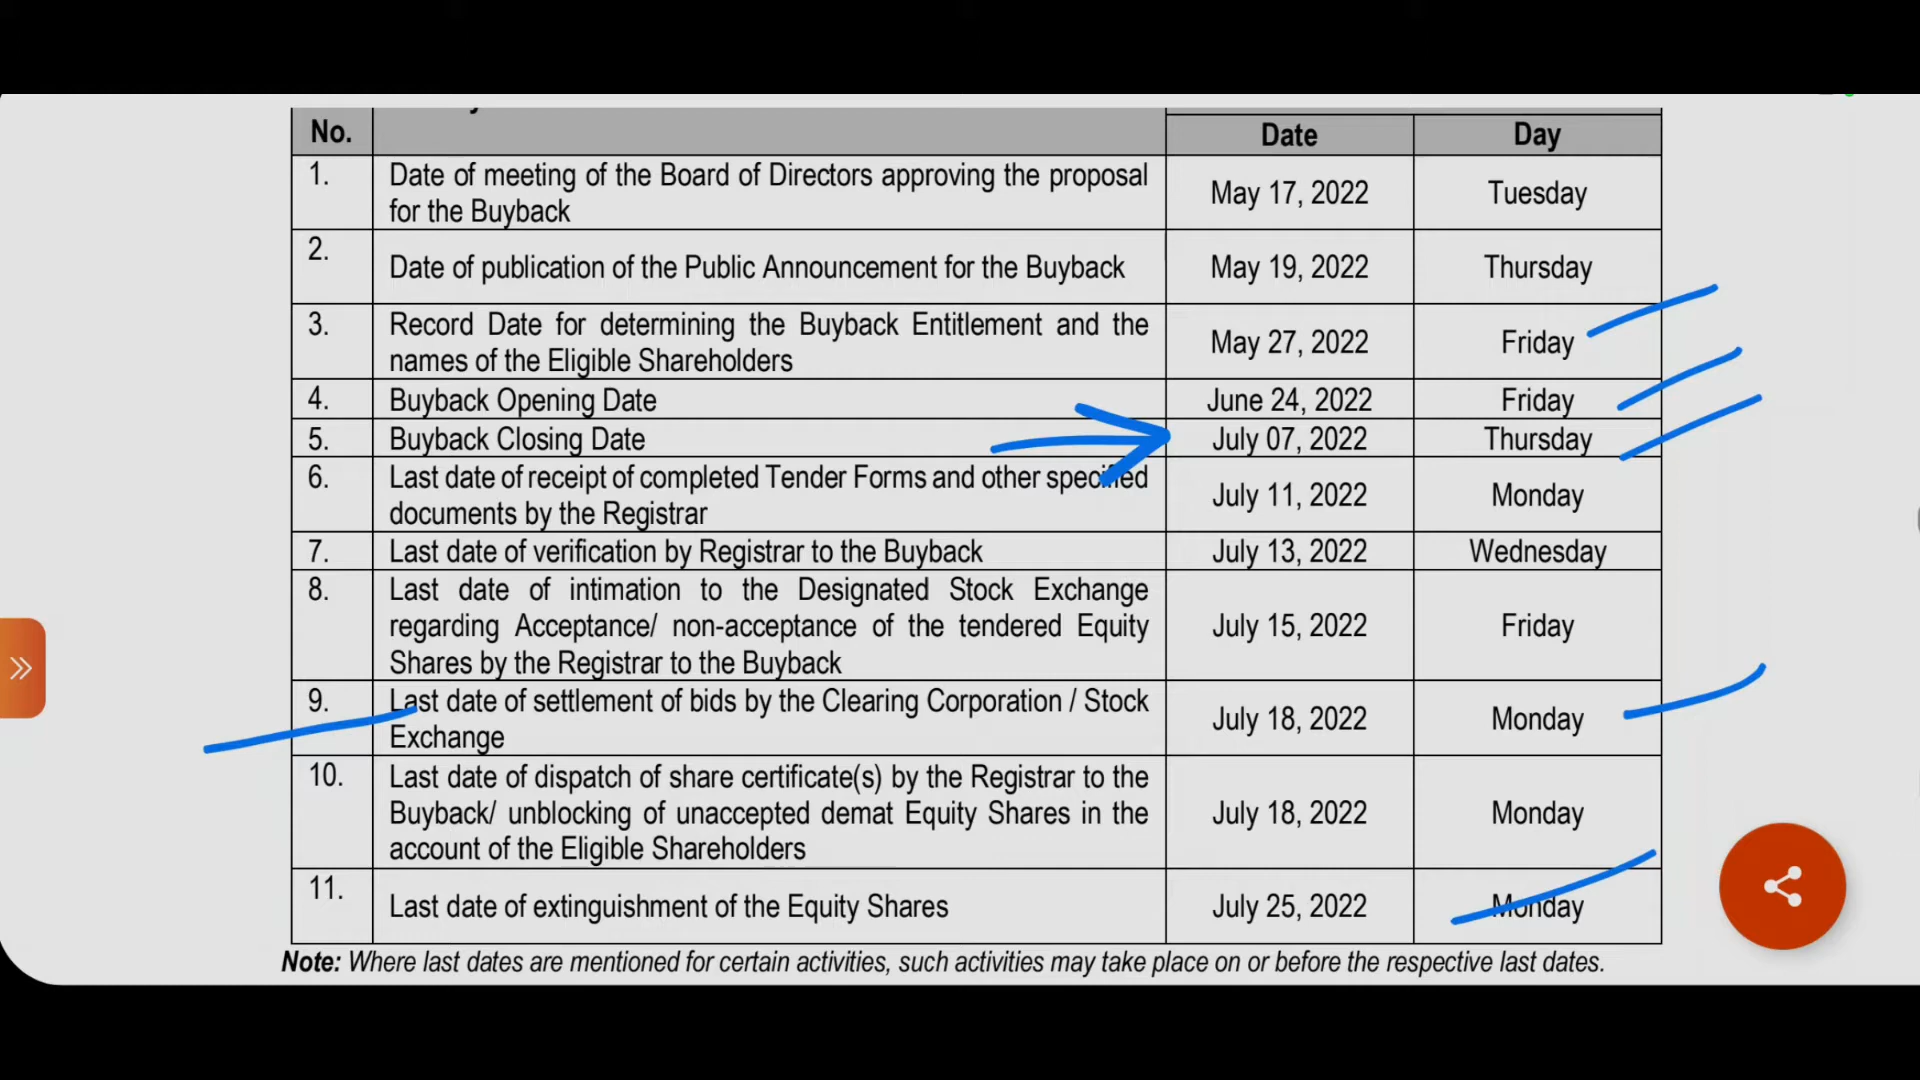 No.
Date
Day
1.
Date of meeting of the Board of Directors approving the proposal
for the Buyback
May 17, 2022
Tuesday
2.
Date of publication of the Public Announcement for the Buyback
May 19, 2022
Thursday
3.
Record Date for determining the Buyback Entitlement and the
names of the Eligible Shareholders
May 27, 2022
Friday
4.
Buyback Opening Date
June 24, 2022
Friday
5.
Buyback Closing Date
July 07, 2022
Thursday
6.
Last date of receipt of completed Tender Forms and other specified
documents by the Registrar
July 11, 2022
Monday
7.
Last date of verification by Registrar to the Buyback
July 13, 2022
Wednesday
8.
Last date of intimation to the Designated Stock Exchange
regarding Acceptance/ non-acceptance of the tendered Equity
Shares by the Registrar to the Buyback
July 15, 2022
Friday
9.
Last date of settlement of bids by the Clearing Corporation / Stock
Exchange
July 18, 2022
Monday
10.
Last date of dispatch of share certificate(s) by the Registrar to the
Buyback/ unblocking of unaccepted demat Equity Shares in the
account of the Eligible Shareholders
July 18, 2022
Monday
11.
Last date of extinguishment of the Equity Shares
July 25, 2022
Monday
Note: Where last dates are mentioned for certain activities, such activities may take place on or before the respective last dates.